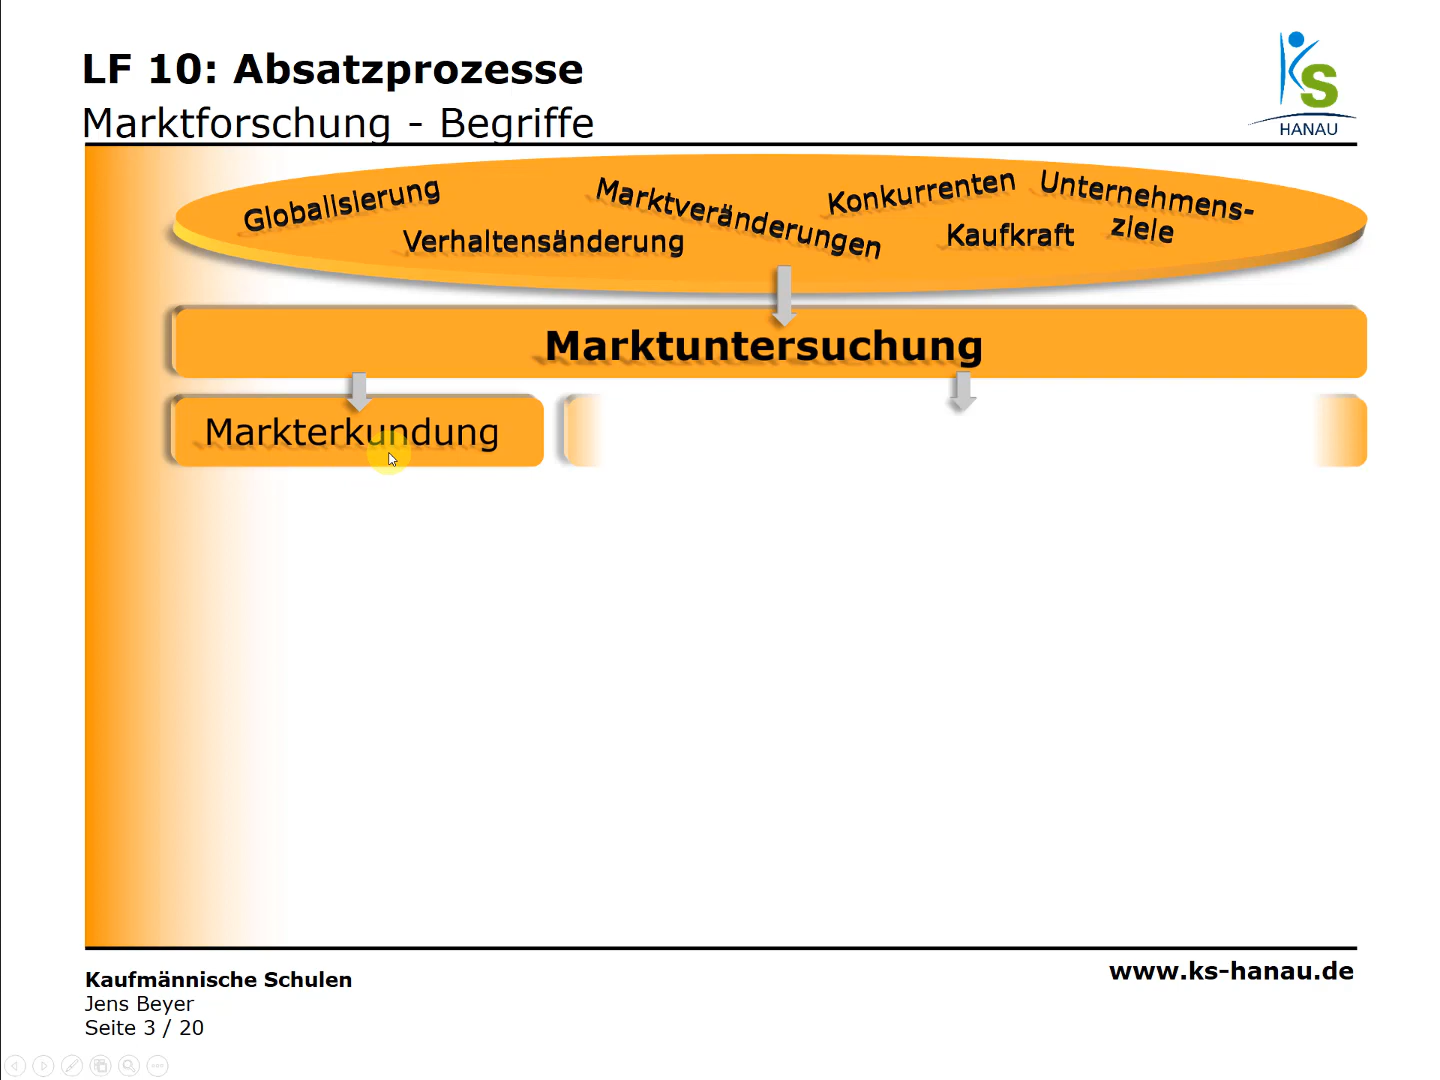 LF 10: Absatzprozesse
Marktforschung - Begriffe
KS
HANAU
Globalisierung
Verhaltensänderung
Marktveränderungen
Konkurrenten
Kaufkraft
Unternehmens-
ziele
Marktuntersuchung
Markterkundung
Kaufmännische Schulen
Jens Beyer
Seite 3 / 20
www.ks-hanau.de